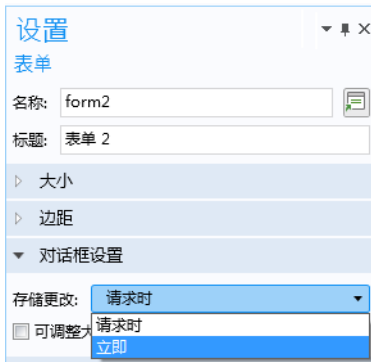 设置
表单
名称: form2
标题: 表单 2
大小
边距
对话框设置
存储更改: 请求时
可调整大
请求时
立即